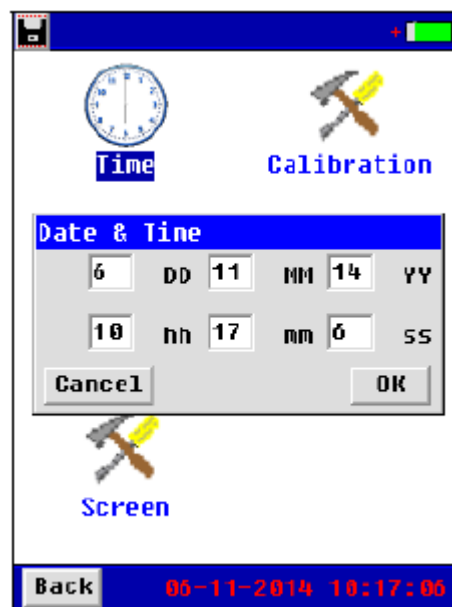 +
Time
Calibration
Date & Time
6 DD 11 MM 14 YY
10 hh 17 mm 6 ss
Cancel OK
Screen
Back 06-11-2014 10:17:06